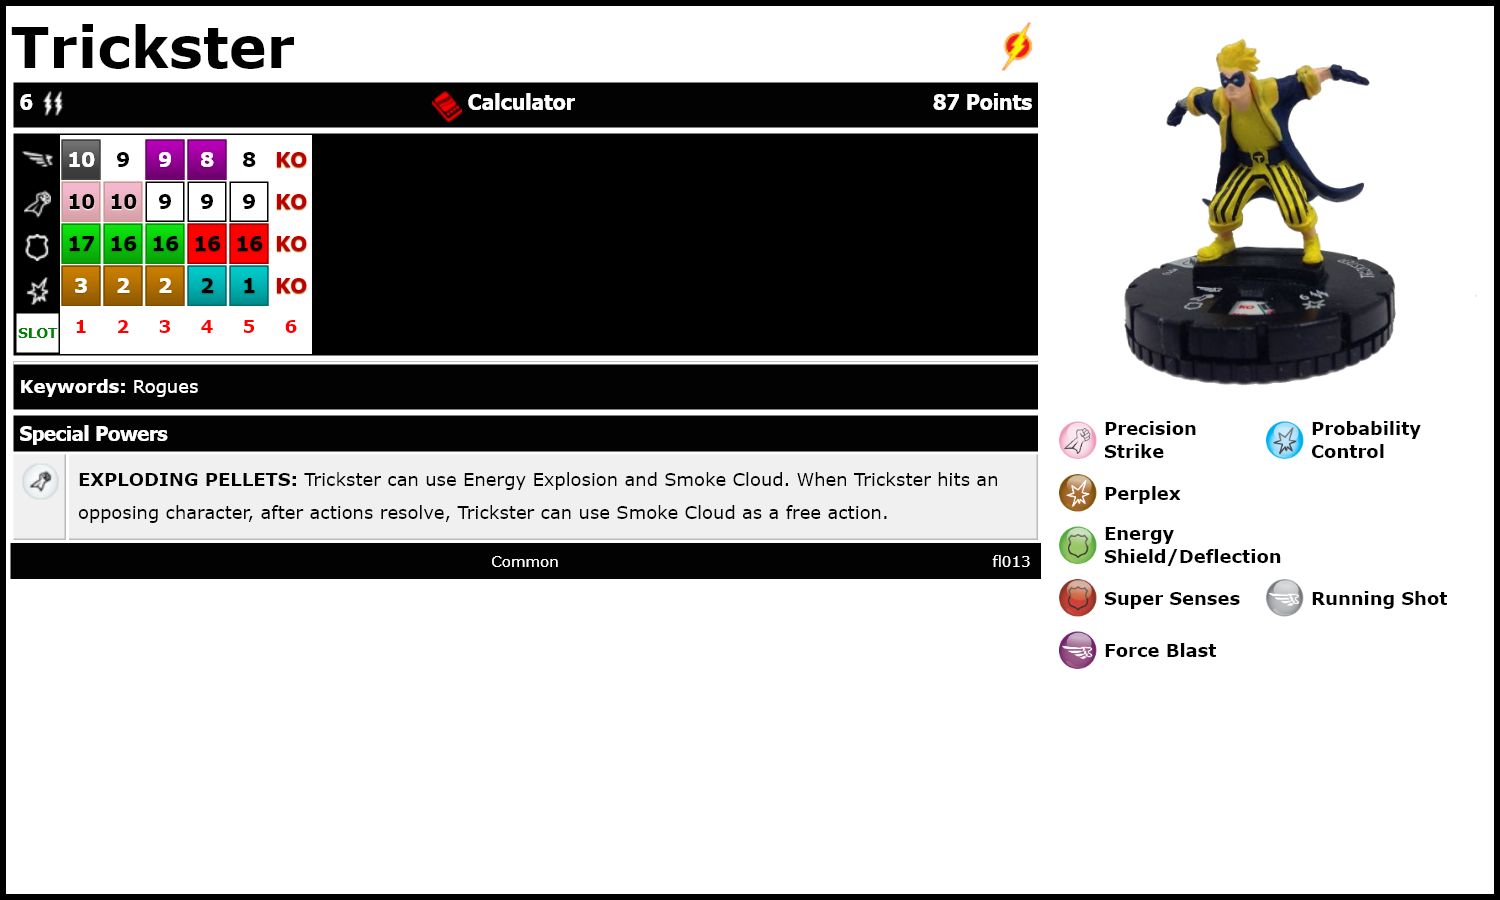 Trickster
6 Calculator 87 Points
10 9 9 8 8 KO
10 10 9 9 9 KO
17 16 16 16 16 KO
3 2 2 2 1 KO
SLOT 1 2 3 4 5 6
Keywords: Rogues
Special Powers
EXPLODING PELLETS: Trickster can use Energy Explosion and Smoke Cloud. When Trickster hits an
opposing character, after actions resolve, Trickster can use Smoke Cloud as a free action.
Common fl013
TRICKSTER
6
KO
Precision
Strike
Probability
Control
Perplex
Energy
Shield/Deflection
Super Senses
Running Shot
Force Blast